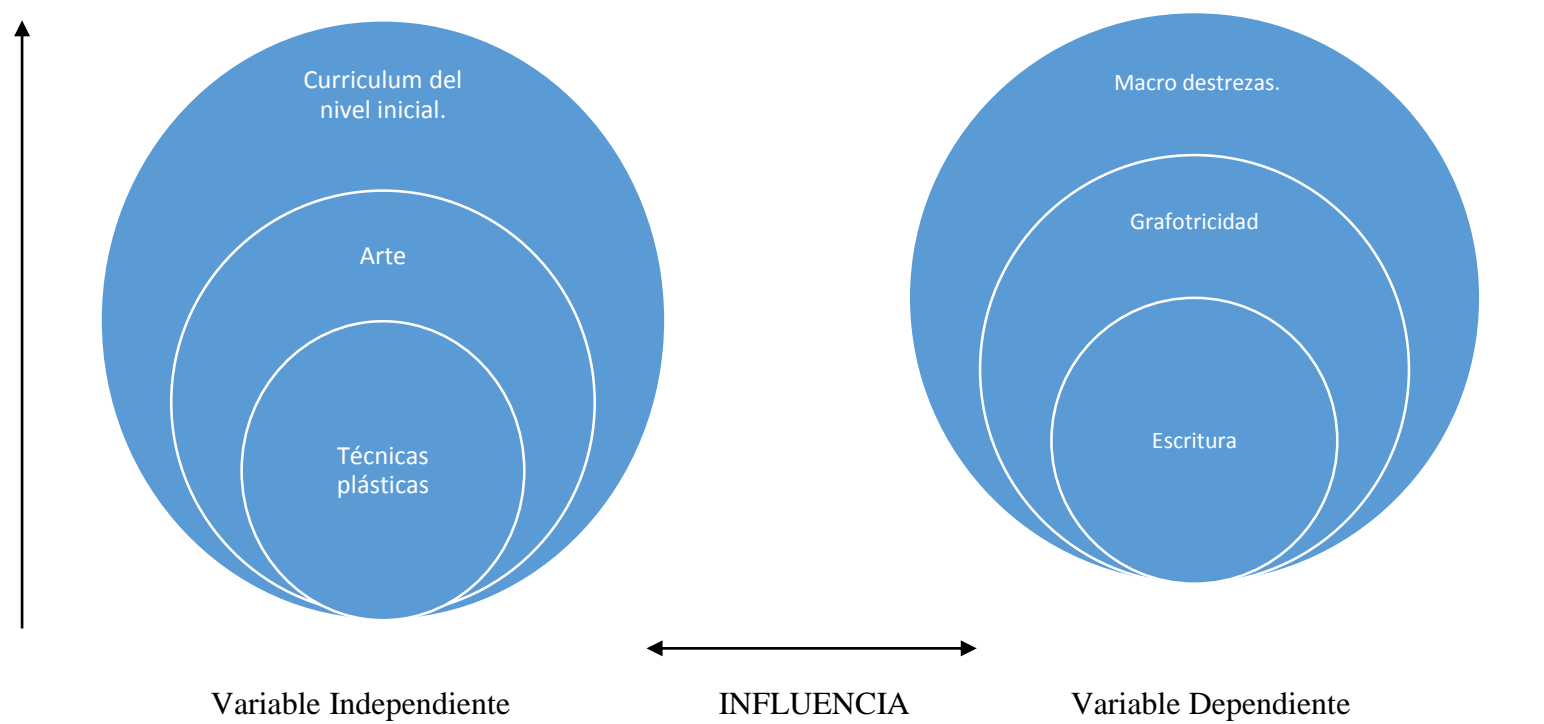 Curriculum del
nivel inicial.
Arte
Técnicas
plásticas
Macro destrezas.
Grafotricidad
Escritura
Variable Independiente
INFLUENCIA
Variable Dependiente